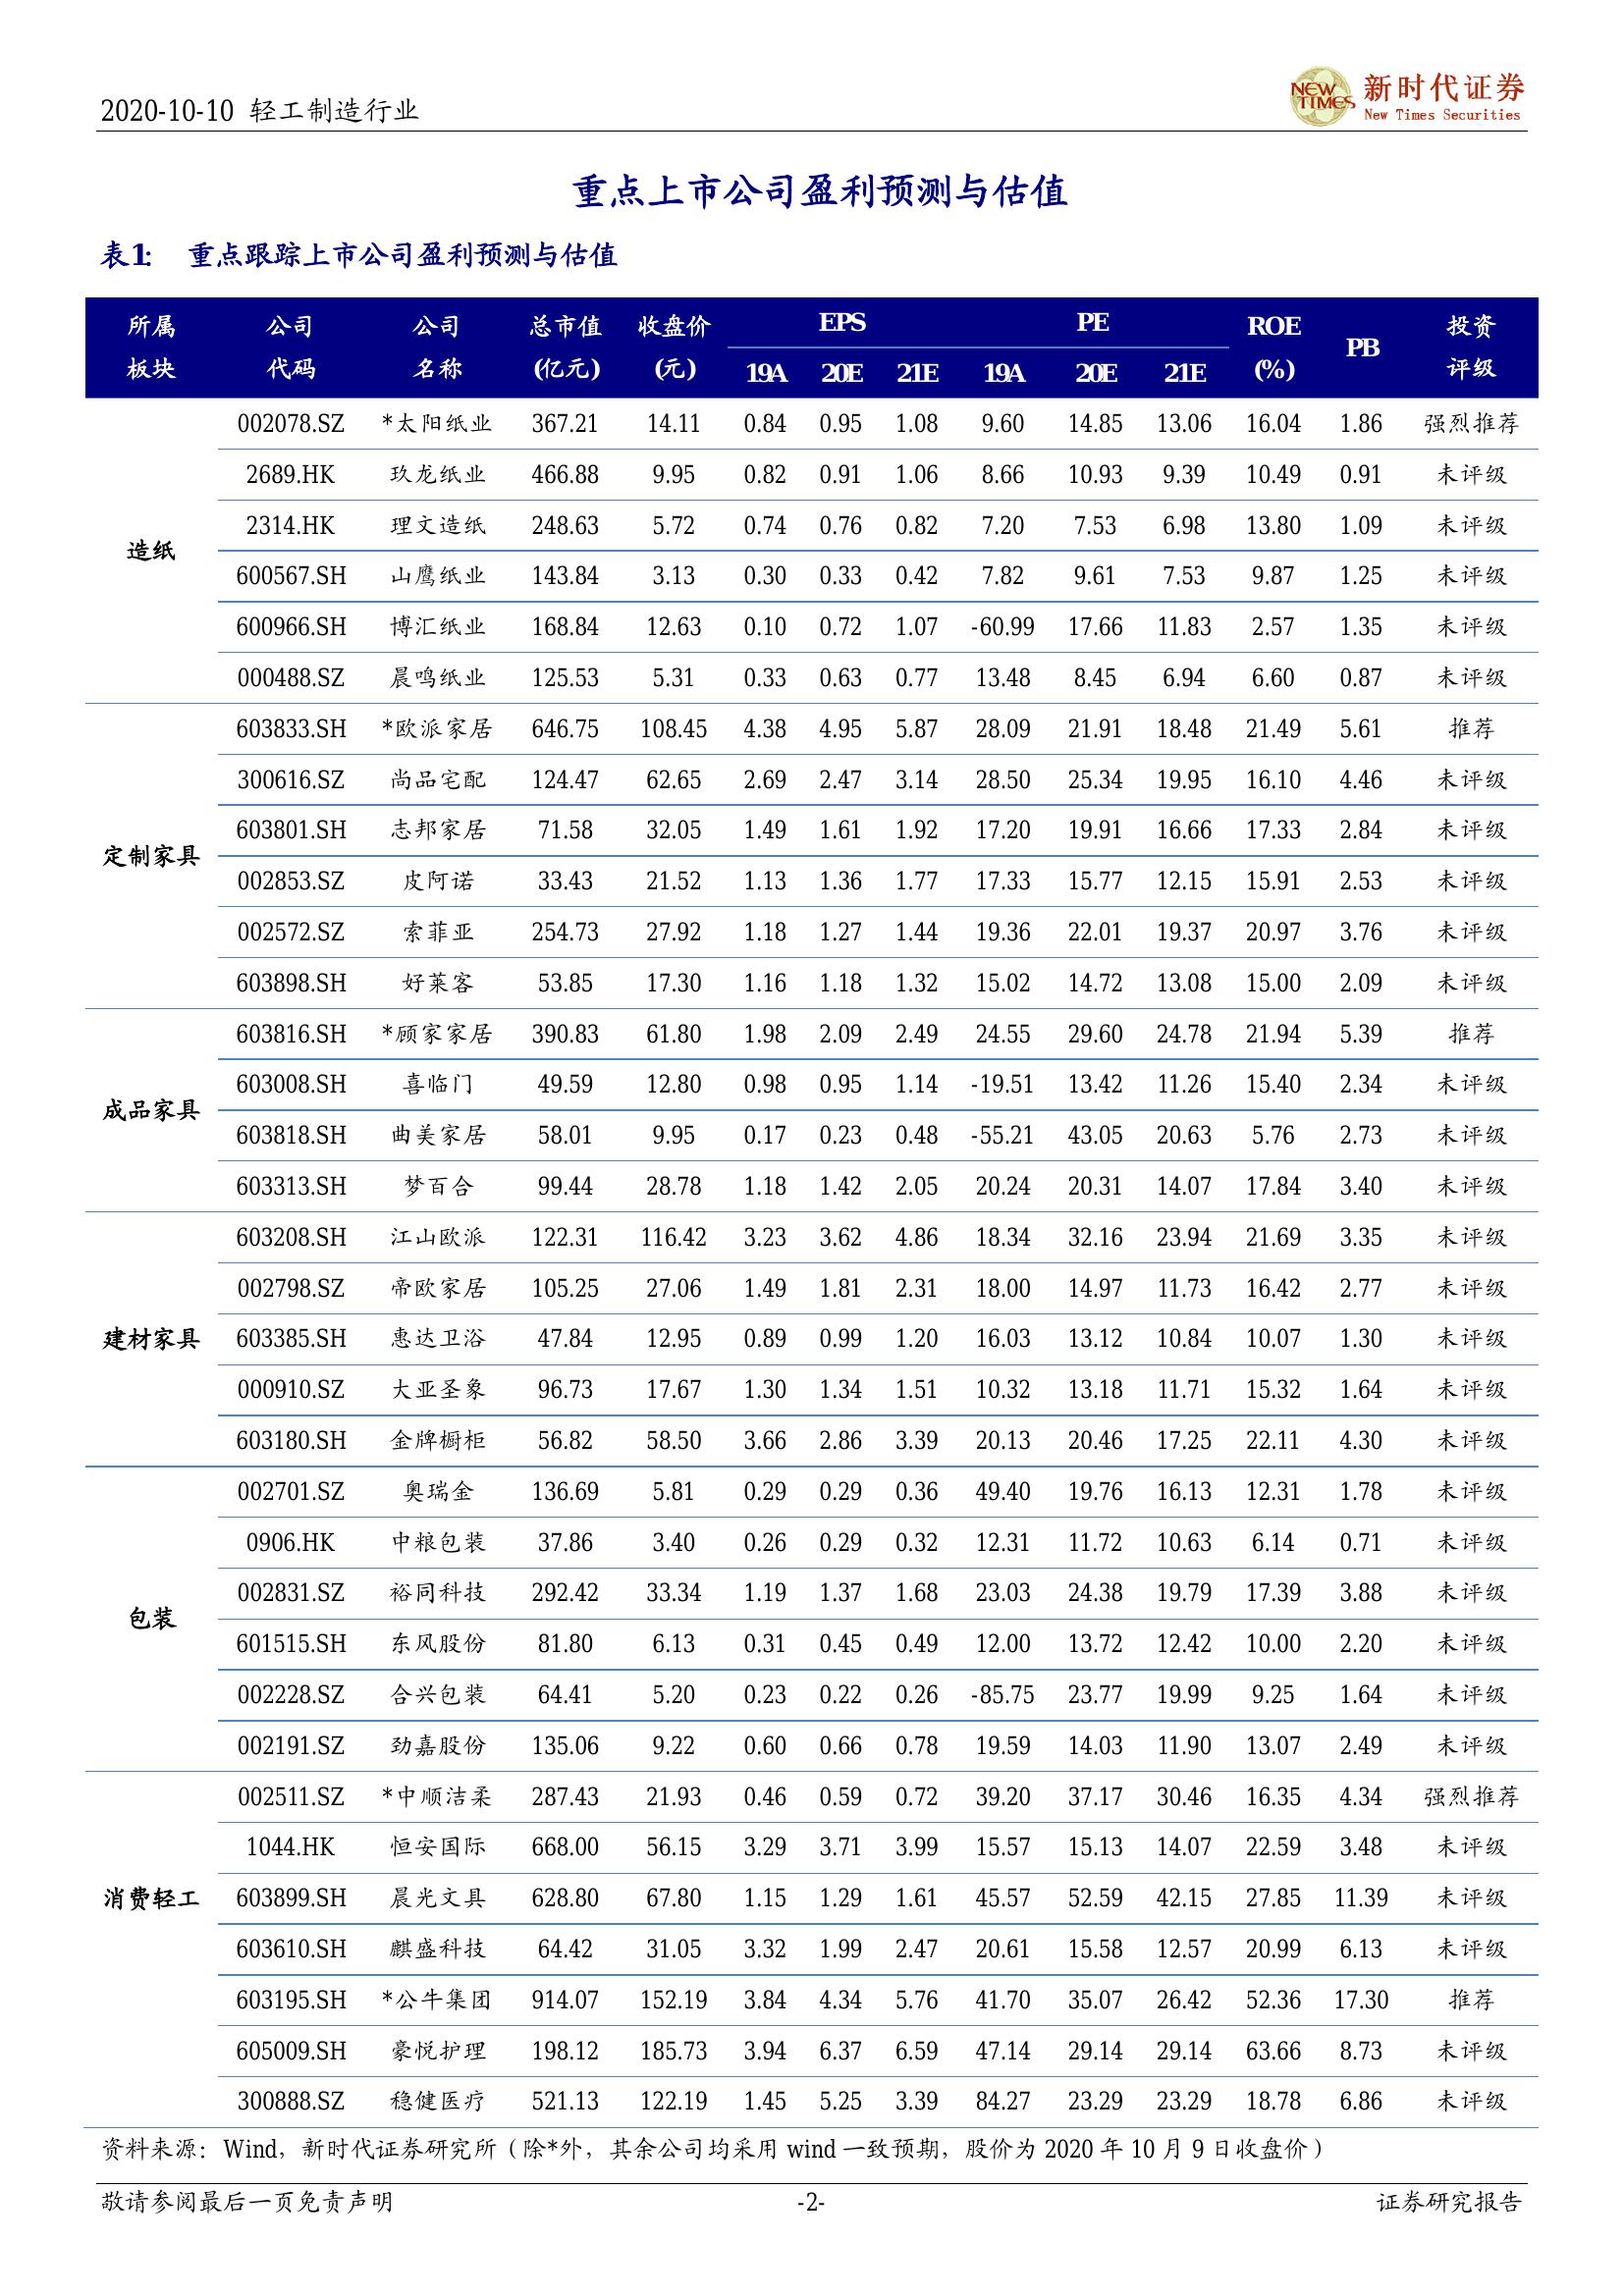 2020-10-10 轻工制造行业
NEW TIMES 新时代证券
New Times Securities
重点上市公司盈利预测与估值
表1: 重点跟踪上市公司盈利预测与估值
所属板块 公司代码 公司名称 总市值(亿元) 收盘价(元) EPS PE ROE(%) PB 投资评级
19A 20E 21E 19A 20E 21E
造纸
002078.SZ *太阳纸业 367.21 14.11 0.84 0.95 1.08 9.60 14.85 13.06 16.04 1.86 强烈推荐
2689.HK 玖龙纸业 466.88 9.95 0.82 0.91 1.06 8.66 10.93 9.39 10.49 0.91 未评级
2314.HK 理文造纸 248.63 5.72 0.74 0.76 0.82 7.20 7.53 6.98 13.80 1.09 未评级
600567.SH 山鹰纸业 143.84 3.13 0.30 0.33 0.42 7.82 9.61 7.53 9.87 1.25 未评级
600966.SH 博汇纸业 168.84 12.63 0.10 0.72 1.07 -60.99 17.66 11.83 2.57 1.35 未评级
000488.SZ 晨鸣纸业 125.53 5.31 0.33 0.63 0.77 13.48 8.45 6.94 6.60 0.87 未评级
定制家具
603833.SH *欧派家居 646.75 108.45 4.38 4.95 5.87 28.09 21.91 18.48 21.49 5.61 推荐
300616.SZ 尚品宅配 124.47 62.65 2.69 2.47 3.14 28.50 25.34 19.95 16.10 4.46 未评级
603801.SH 志邦家居 71.58 32.05 1.49 1.61 1.92 17.20 19.91 16.66 17.33 2.84 未评级
002853.SZ 皮阿诺 33.43 21.52 1.13 1.36 1.77 17.33 15.77 12.15 15.91 2.53 未评级
002572.SZ 索菲亚 254.73 27.92 1.18 1.27 1.44 19.36 22.01 19.37 20.97 3.76 未评级
603898.SH 好莱客 53.85 17.30 1.16 1.18 1.32 15.02 14.72 13.08 15.00 2.09 未评级
成品家具
603816.SH *顾家家居 390.83 61.80 1.98 2.09 2.49 24.55 29.60 24.78 21.94 5.39 推荐
603008.SH 喜临门 49.59 12.80 0.98 0.95 1.14 -19.51 13.42 11.26 15.40 2.34 未评级
603818.SH 曲美家居 58.01 9.95 0.17 0.23 0.48 -55.21 43.05 20.63 5.76 2.73 未评级
603313.SH 梦百合 99.44 28.78 1.18 1.42 2.05 20.24 20.31 14.07 17.84 3.40 未评级
建材家具
603208.SH 江山欧派 122.31 116.42 3.23 3.62 4.86 18.34 32.16 23.94 21.69 3.35 未评级
002798.SZ 帝欧家居 105.25 27.06 1.49 1.81 2.31 18.00 14.97 11.73 16.42 2.77 未评级
603385.SH 惠达卫浴 47.84 12.95 0.89 0.99 1.20 16.03 13.12 10.84 10.07 1.30 未评级
000910.SZ 大亚圣象 96.73 17.67 1.30 1.34 1.51 10.32 13.18 11.71 15.32 1.64 未评级
603180.SH 金牌橱柜 56.82 58.50 3.66 2.86 3.39 20.13 20.46 17.25 22.11 4.30 未评级
包装
002701.SZ 奥瑞金 136.69 5.81 0.29 0.29 0.36 49.40 19.76 16.13 12.31 1.78 未评级
0906.HK 中粮包装 37.86 3.40 0.26 0.29 0.32 12.31 11.72 10.63 6.14 0.71 未评级
002831.SZ 裕同科技 292.42 33.34 1.19 1.37 1.68 23.03 24.38 19.79 17.39 3.88 未评级
601515.SH 东风股份 81.80 6.13 0.31 0.45 0.49 12.00 13.72 12.42 10.00 2.20 未评级
002228.SZ 合兴包装 64.41 5.20 0.23 0.22 0.26 -85.75 23.77 19.99 9.25 1.64 未评级
002191.SZ 劲嘉股份 135.06 9.22 0.60 0.66 0.78 19.59 14.03 11.90 13.07 2.49 未评级
消费轻工
002511.SZ *中顺洁柔 287.43 21.93 0.46 0.59 0.72 39.20 37.17 30.46 16.35 4.34 强烈推荐
1044.HK 恒安国际 668.00 56.15 3.29 3.71 3.99 15.57 15.13 14.07 22.59 3.48 未评级
603899.SH 晨光文具 628.80 67.80 1.15 1.29 1.61 45.57 52.59 42.15 27.85 11.39 未评级
603610.SH 麒盛科技 64.42 31.05 3.32 1.99 2.47 20.61 15.58 12.57 20.99 6.13 未评级
603195.SH *公牛集团 914.07 152.19 3.84 4.34 5.76 41.70 35.07 26.42 52.36 17.30 推荐
605009.SH 豪悦护理 198.12 185.73 3.94 6.37 6.59 47.14 29.14 29.14 63.66 8.73 未评级
300888.SZ 稳健医疗 521.13 122.19 1.45 5.25 3.39 84.27 23.29 23.29 18.78 6.86 未评级
资料来源：Wind，新时代证券研究所（除*外，其余公司均采用 wind 一致预期，股价为 2020 年 10 月 9 日收盘价）
敬请参阅最后一页免责声明 -2- 证券研究报告